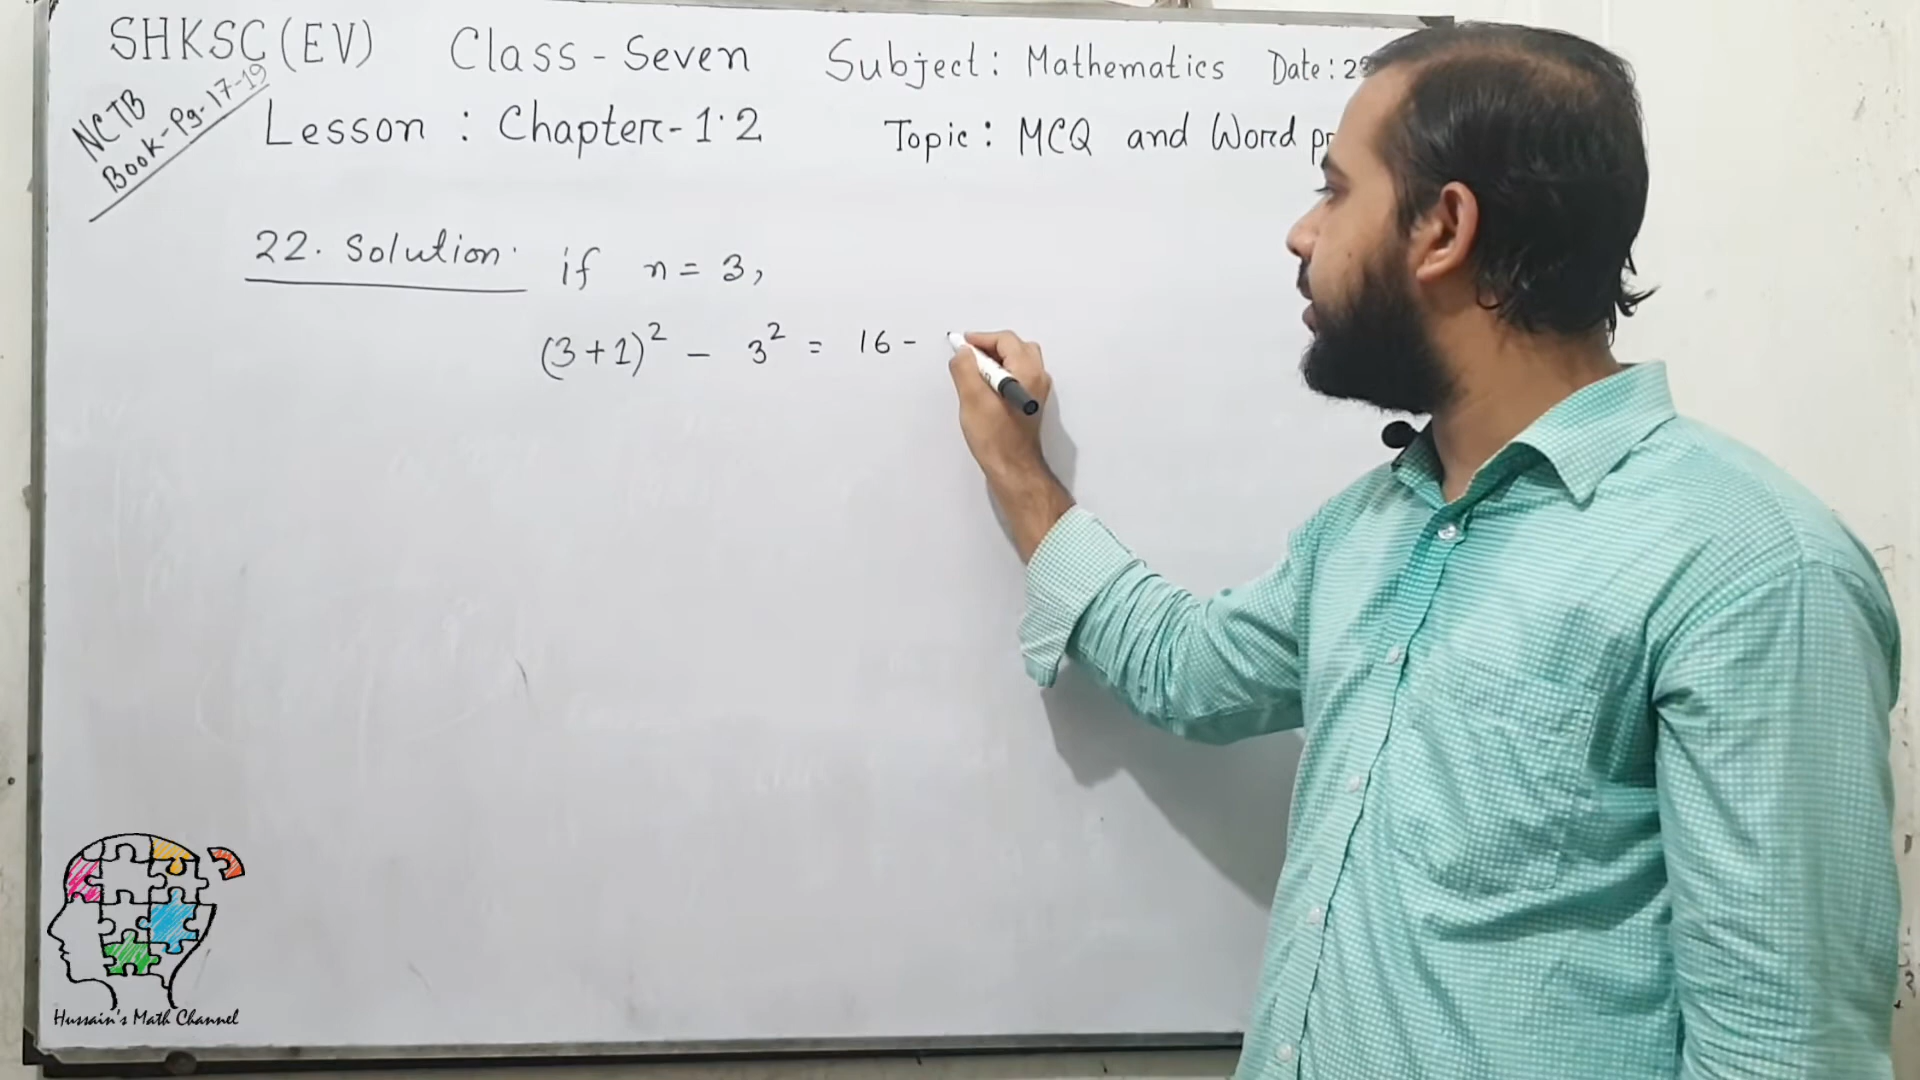 SHKSC (EV) Class - Seven Subject: Mathematics Date: 2
NCTB
Book - Pg - 17-19
Lesson : Chapter - 1.2 Topic: MCQ and Word
22. Solution. if n = 3,
(3+1)² - 3² = 16 -
Hussain's Math Channel